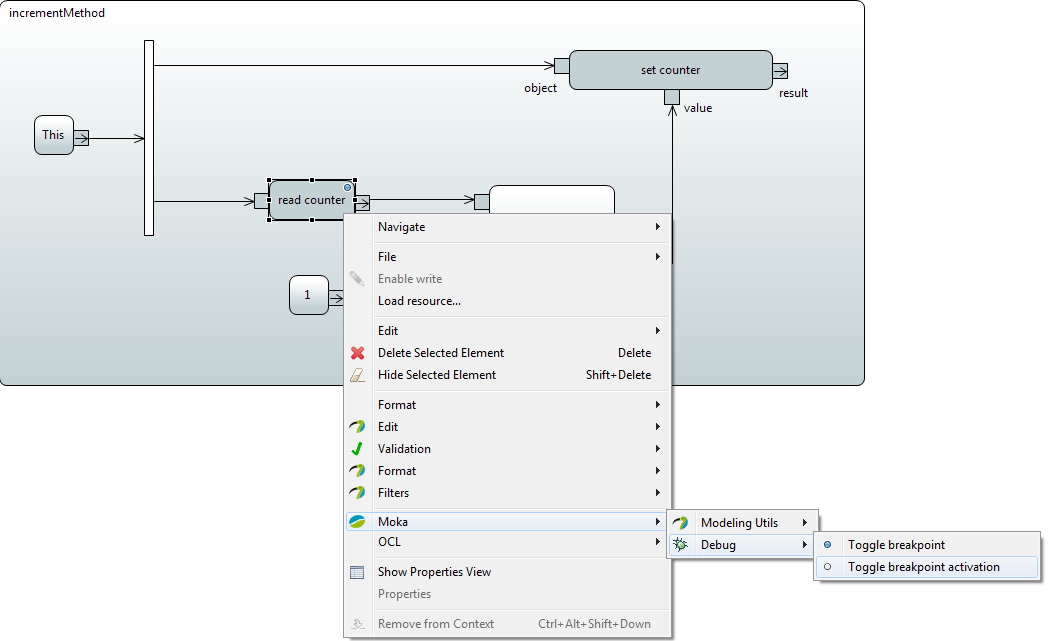 incrementMethod
set counter
object
result
value
This
read counter
1
Navigate
File
Enable write
Load resource...
Edit
Delete Selected Element Delete
Hide Selected Element Shift+Delete
Format
Edit
Validation
Format
Filters
Moka
OCL
Show Properties View
Properties
Remove from Context Ctrl+Alt+Shift+Down
Modeling Utils
Debug
Toggle breakpoint
Toggle breakpoint activation